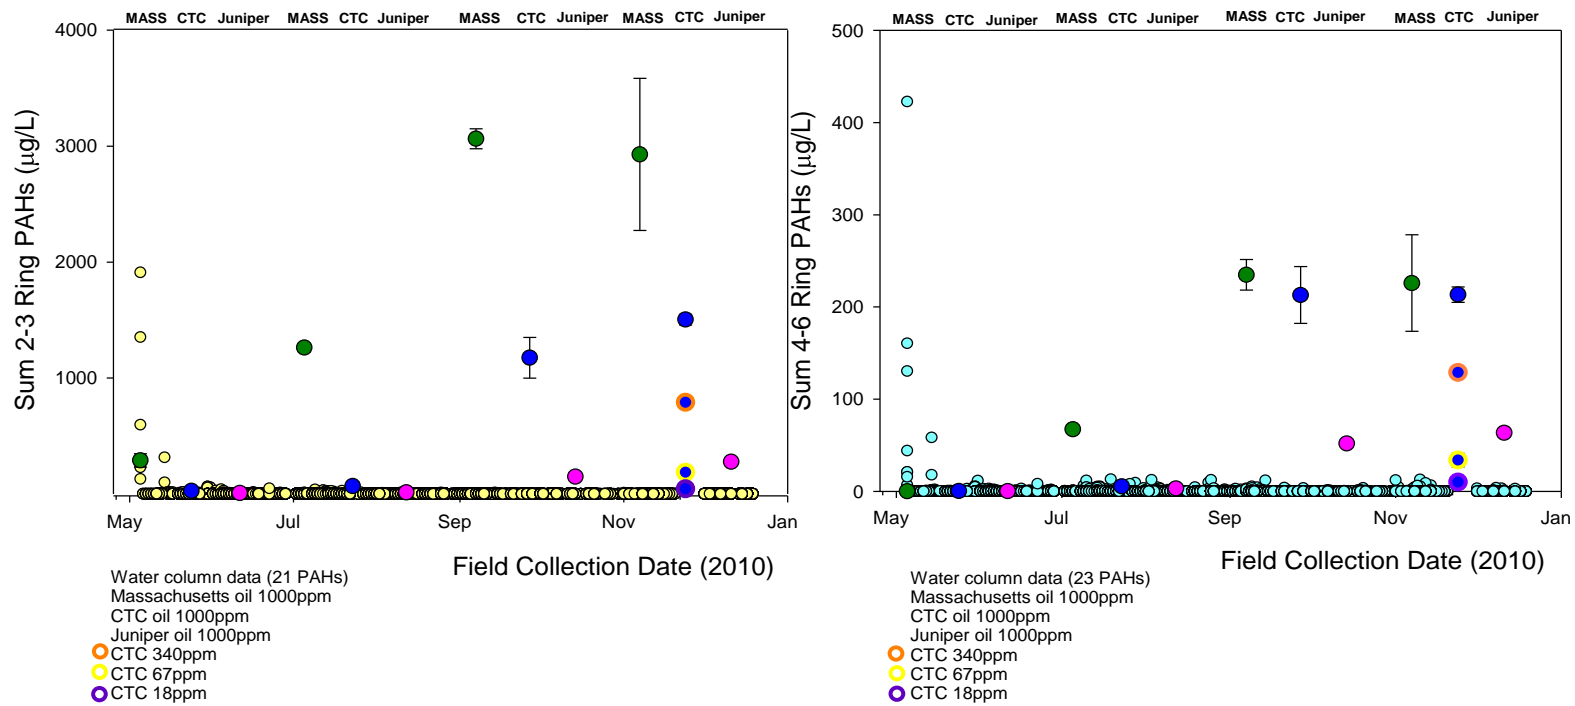 MASS CTC Juniper MASS CTC Juniper MASS CTC Juniper MASS CTC Juniper
4000
3000
2000
1000
Sum 2-3 Ring PAHs (µg/L)
May Jul Sep Nov Jan
Field Collection Date (2010)
Water column data (21 PAHs)
Massachusetts oil 1000ppm
CTC oil 1000ppm
Juniper oil 1000ppm
CTC 340ppm
CTC 67ppm
CTC 18ppm
MASS CTC Juniper MASS CTC Juniper MASS CTC Juniper MASS CTC Juniper
500
400
300
200
100
0
Sum 4-6 Ring PAHs (µg/L)
May Jul Sep Nov Jan
Field Collection Date (2010)
Water column data (23 PAHs)
Massachusetts oil 1000ppm
CTC oil 1000ppm
Juniper oil 1000ppm
CTC 340ppm
CTC 67ppm
CTC 18ppm